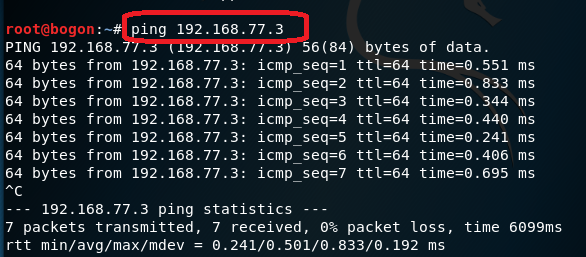 root@bogon:~# ping 192.168.77.3
PING 192.168.77.3 (192.168.77.3) 56(84) bytes of data.
64 bytes from 192.168.77.3: icmp_seq=1 ttl=64 time=0.551 ms
64 bytes from 192.168.77.3: icmp_seq=2 ttl=64 time=0.833 ms
64 bytes from 192.168.77.3: icmp_seq=3 ttl=64 time=0.344 ms
64 bytes from 192.168.77.3: icmp_seq=4 ttl=64 time=0.440 ms
64 bytes from 192.168.77.3: icmp_seq=5 ttl=64 time=0.241 ms
64 bytes from 192.168.77.3: icmp_seq=6 ttl=64 time=0.406 ms
64 bytes from 192.168.77.3: icmp_seq=7 ttl=64 time=0.695 ms
^C
--- 192.168.77.3 ping statistics ---
7 packets transmitted, 7 received, 0% packet loss, time 6099ms
rtt min/avg/max/mdev = 0.241/0.501/0.833/0.192 ms